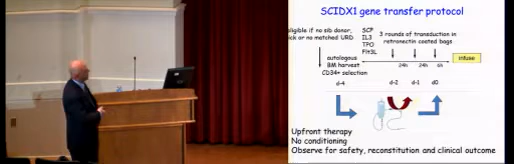 SCIDX1 gene transfer protocol
eligible if no sib donor,
sick or no matched URD
SCF
IL3
TPO
Flt3L
3 rounds of transduction in
retronectin coated bags
autologous
BM harvest
CD34+ selection
24h
24h
6h
infuse
d-4
d-2
d-1
d0
Upfront therapy
No conditioning
Observe for safety, reconstitution and clinical outcome